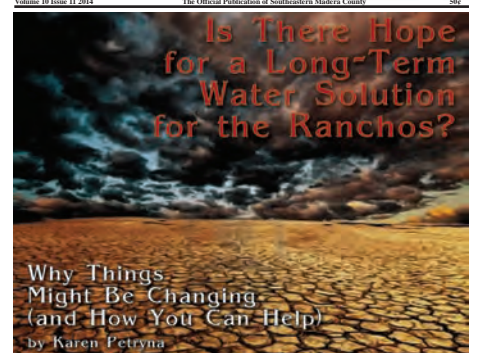 Volume 10 Issue 11 2014 The Official Publication of Southeastern Madera County 50¢
Is There Hope
for a Long-Term
Water Solution
for the Ranchos?
Why Things
Might Be Changing
(and How You Can Help)
by Karen Petryna